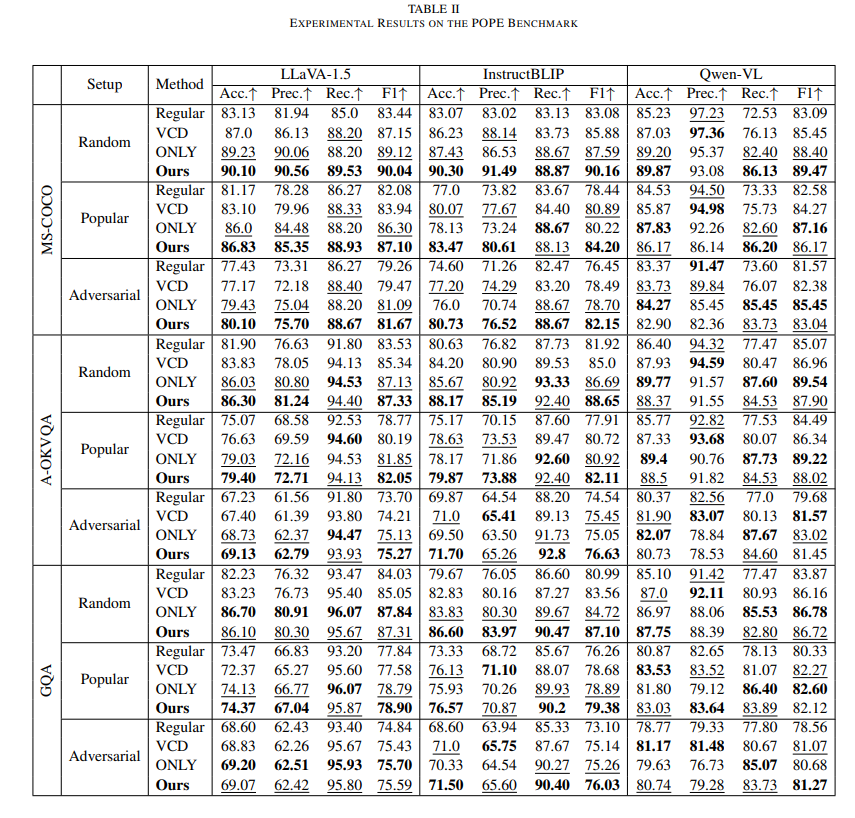 TABLE II
EXPERIMENTAL RESULTS ON THE POPE BENCHMARK
Setup Method LLaVA-1.5 InstructBLIP Qwen-VL
Acc.↑ Prec.↑ Rec.↑ F1↑ Acc.↑ Prec.↑ Rec.↑ F1↑ Acc.↑ Prec.↑ Rec.↑ F1↑
MS-COCO
Random
Regular 83.13 81.94 85.0 83.44 83.07 83.02 83.13 83.08 85.23 97.23 72.53 83.09
VCD 87.0 86.13 88.20 87.15 86.23 88.14 83.73 85.88 87.03 97.36 76.13 85.45
ONLY 89.23 90.06 88.20 89.12 87.43 86.53 88.67 87.59 89.20 95.37 82.40 88.40
Ours 90.10 90.56 89.53 90.04 90.30 91.49 88.87 90.16 89.87 93.08 86.13 89.47
Popular
Regular 81.17 78.28 86.27 82.08 77.0 73.82 83.67 78.44 84.53 94.50 73.33 82.58
VCD 83.10 79.96 88.33 83.94 80.07 77.67 84.40 80.89 85.87 94.98 75.73 84.27
ONLY 86.0 84.48 88.20 86.30 78.13 73.24 88.67 80.22 87.83 92.26 82.60 87.16
Ours 86.83 85.35 88.93 87.10 83.47 80.61 88.13 84.20 86.17 86.14 86.20 86.17
Adversarial
Regular 77.43 73.31 86.27 79.26 74.60 71.26 82.47 76.45 83.37 91.47 73.60 81.57
VCD 77.17 72.18 88.40 79.47 77.20 74.29 83.20 78.49 83.73 89.84 76.07 82.38
ONLY 79.43 75.04 88.20 81.09 76.0 70.74 88.67 78.70 84.27 85.45 85.45 85.45
Ours 80.10 75.70 88.67 81.67 80.73 76.52 88.67 82.15 82.90 82.36 83.73 83.04
A-OKVQA
Random
Regular 81.90 76.63 91.80 83.53 80.63 76.82 87.73 81.92 86.40 94.32 77.47 85.07
VCD 83.83 78.05 94.13 85.34 84.20 80.90 89.53 85.0 87.93 94.59 80.47 86.96
ONLY 86.03 80.80 94.53 87.13 85.67 80.92 93.33 86.69 89.77 91.57 87.60 89.54
Ours 86.30 81.24 94.40 87.33 88.17 85.19 92.40 88.65 88.37 91.55 84.53 87.90
Popular
Regular 75.07 68.58 92.53 78.77 75.17 70.15 87.60 77.91 85.77 92.82 77.53 84.49
VCD 76.63 69.59 94.60 80.19 78.63 73.53 89.47 80.72 87.33 93.68 80.07 86.34
ONLY 79.03 72.16 94.53 81.85 78.17 71.86 92.60 80.92 89.4 90.76 87.73 89.22
Ours 79.40 72.71 94.13 82.05 79.87 73.88 92.40 82.11 88.5 91.82 84.53 88.02
Adversarial
Regular 67.23 61.56 91.80 73.70 69.87 64.54 88.20 74.54 80.37 82.56 77.0 79.68
VCD 67.40 61.39 93.80 74.21 71.0 65.41 89.13 75.45 81.90 83.07 80.13 81.57
ONLY 68.73 62.37 94.47 75.13 69.50 63.50 91.73 75.05 82.07 78.84 87.67 83.02
Ours 69.13 62.79 93.93 75.27 71.70 65.26 92.8 76.63 80.73 78.53 84.60 81.45
GQA
Random
Regular 82.23 76.32 93.47 84.03 79.67 76.05 86.60 80.99 85.10 91.42 77.47 83.87
VCD 83.23 76.73 95.40 85.05 82.83 80.16 87.27 83.56 87.0 92.11 80.93 86.16
ONLY 86.70 80.91 96.07 87.84 83.83 80.30 89.67 84.72 86.97 88.06 85.53 86.78
Ours 86.10 80.30 95.67 87.31 86.60 83.97 90.47 87.10 87.75 88.39 82.80 86.72
Popular
Regular 73.47 66.83 93.20 77.84 73.33 68.72 85.67 76.26 80.87 82.65 78.13 80.33
VCD 72.37 65.27 95.60 77.58 76.13 71.10 88.07 78.68 83.53 83.52 81.07 82.27
ONLY 74.13 66.77 96.07 78.79 75.93 70.26 89.93 78.89 81.80 79.12 86.40 82.60
Ours 74.37 67.04 95.87 78.90 76.57 70.87 90.2 79.38 83.03 83.64 83.89 82.12
Adversarial
Regular 68.60 62.43 93.40 74.84 68.60 63.94 85.33 73.10 78.77 79.33 77.80 78.56
VCD 68.83 62.26 95.67 75.43 71.0 65.75 87.67 75.14 81.17 81.48 80.67 81.07
ONLY 69.20 62.51 95.93 75.70 70.33 64.54 90.27 75.26 79.63 76.73 85.07 80.68
Ours 69.07 62.42 95.80 75.59 71.50 65.60 90.40 76.03 80.74 79.28 83.73 81.27